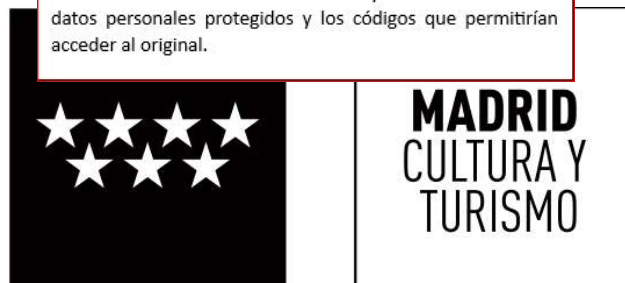 datos personales protegidos y los códigos que permitirían
acceder al original.
MADRID
CULTURA Y
TURISMO